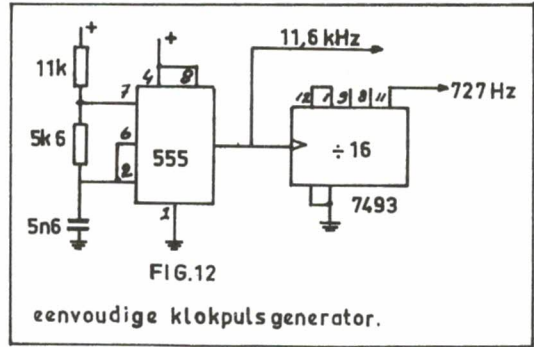 +
11k
5k6
5n6
+
4 8
7
6
2
555
1
11,6 kHz
12 1 9 8 11
÷ 16
7493
727 Hz
FIG.12
eenvoudige klokpulsgenerator.